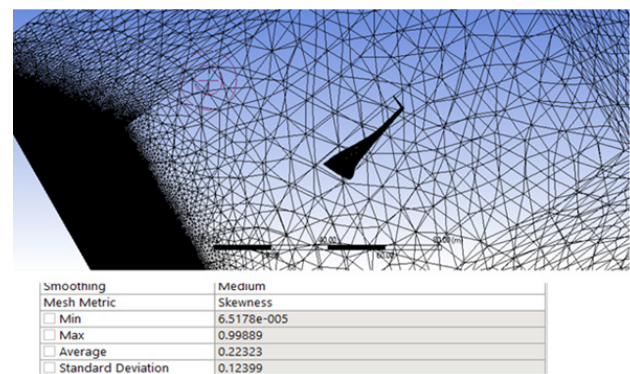 Smoothing Medium
Mesh Metric Skewness
Min 6.5178e-005
Max 0.99889
Average 0.22323
Standard Deviation 0.12399